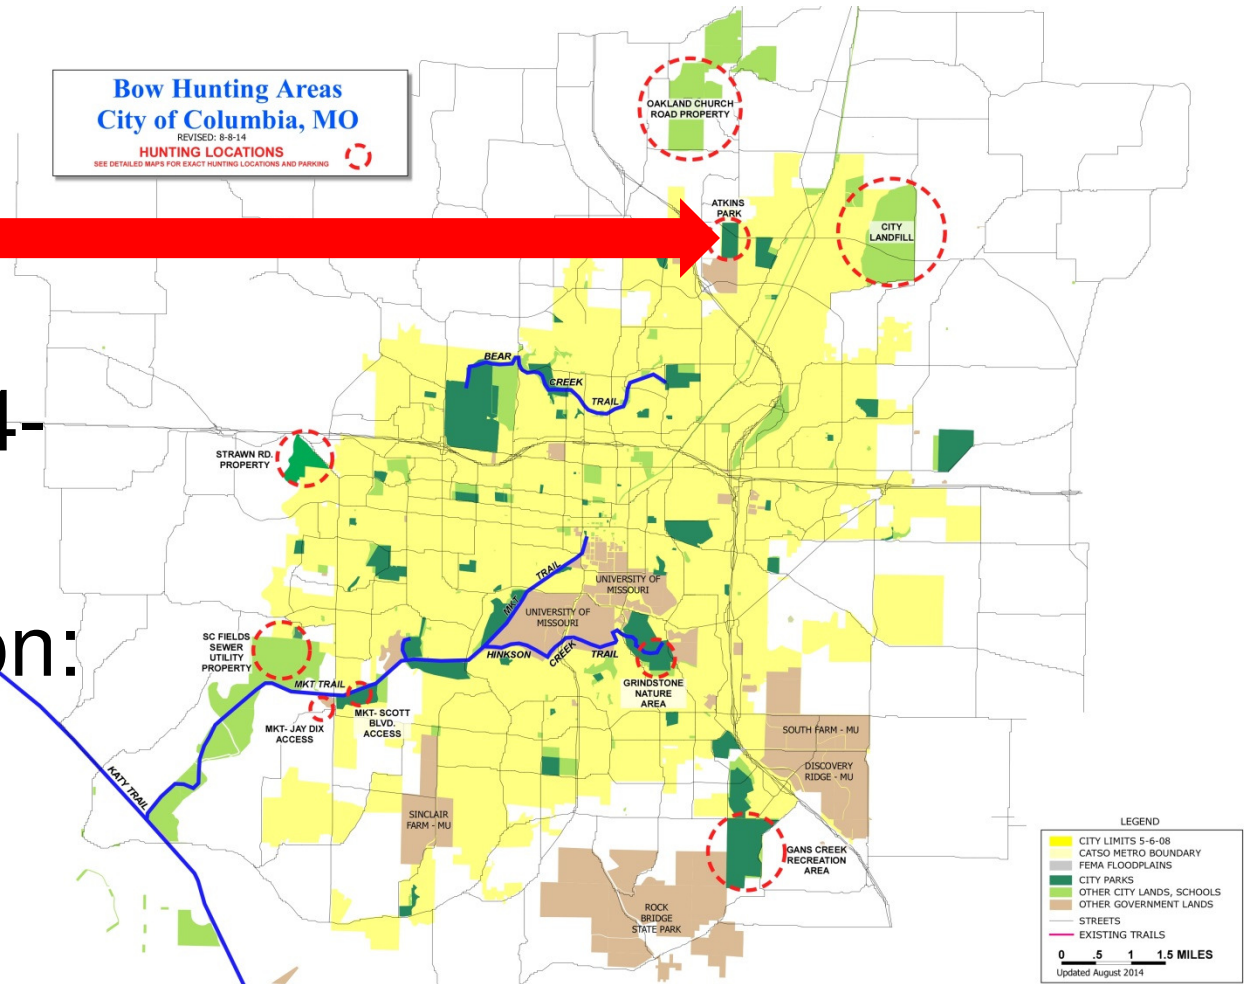 Bow Hunting Areas
City of Columbia, MO
REVISED: 8-8-14
HUNTING LOCATIONS
SEE DETAILED MAPS FOR EXACT HUNTING LOCATIONS AND PARKING
OAKLAND CHURCH
ROAD PROPERTY
ATKINS
PARK
CITY
LANDFILL
BEAR
CREEK
TRAIL
4-
STRAWN RD.
PROPERTY
UNIVERSITY OF
MISSOURI
MKT
TRAIL
UNIVERSITY OF
MISSOURI
on:
SC FIELDS
SEWER
UTILITY
PROPERTY
HINKSON
CREEK
TRAIL
MKT TRAIL
GRINDSTONE
NATURE
AREA
MKT- SCOTT
BLVD.
ACCESS
MKT- JAY DIX
ACCESS
SOUTH FARM - MU
DISCOVERY
RIDGE - MU
KATY TRAIL
SINCLAIR
FARM - MU
GANS CREEK
RECREATION
AREA
ROCK
BRIDGE
STATE PARK
LEGEND
CITY LIMITS 5-6-08
CATSO METRO BOUNDARY
FEMA FLOODPLAINS
CITY PARKS
OTHER CITY LANDS, SCHOOLS
OTHER GOVERNMENT LANDS
STREETS
EXISTING TRAILS
0 .5 1 1.5 MILES
Updated August 2014